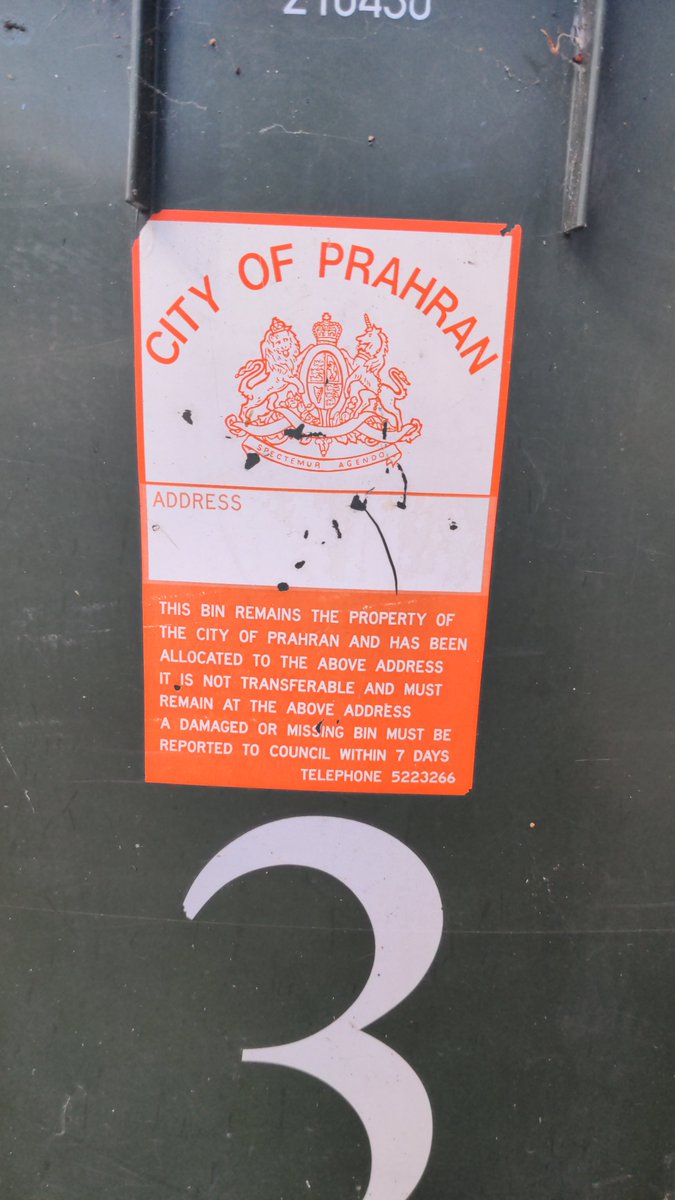 210430
CITY OF PRAHRAN
SPECTEMUR AGENDO
ADDRESS
THIS BIN REMAINS THE PROPERTY OF
THE CITY OF PRAHRAN AND HAS BEEN
ALLOCATED TO THE ABOVE ADDRESS
IT IS NOT TRANSFERABLE AND MUST
REMAIN AT THE ABOVE ADDRESS
A DAMAGED OR MISSING BIN MUST BE
REPORTED TO COUNCIL WITHIN 7 DAYS
TELEPHONE 5223266
3